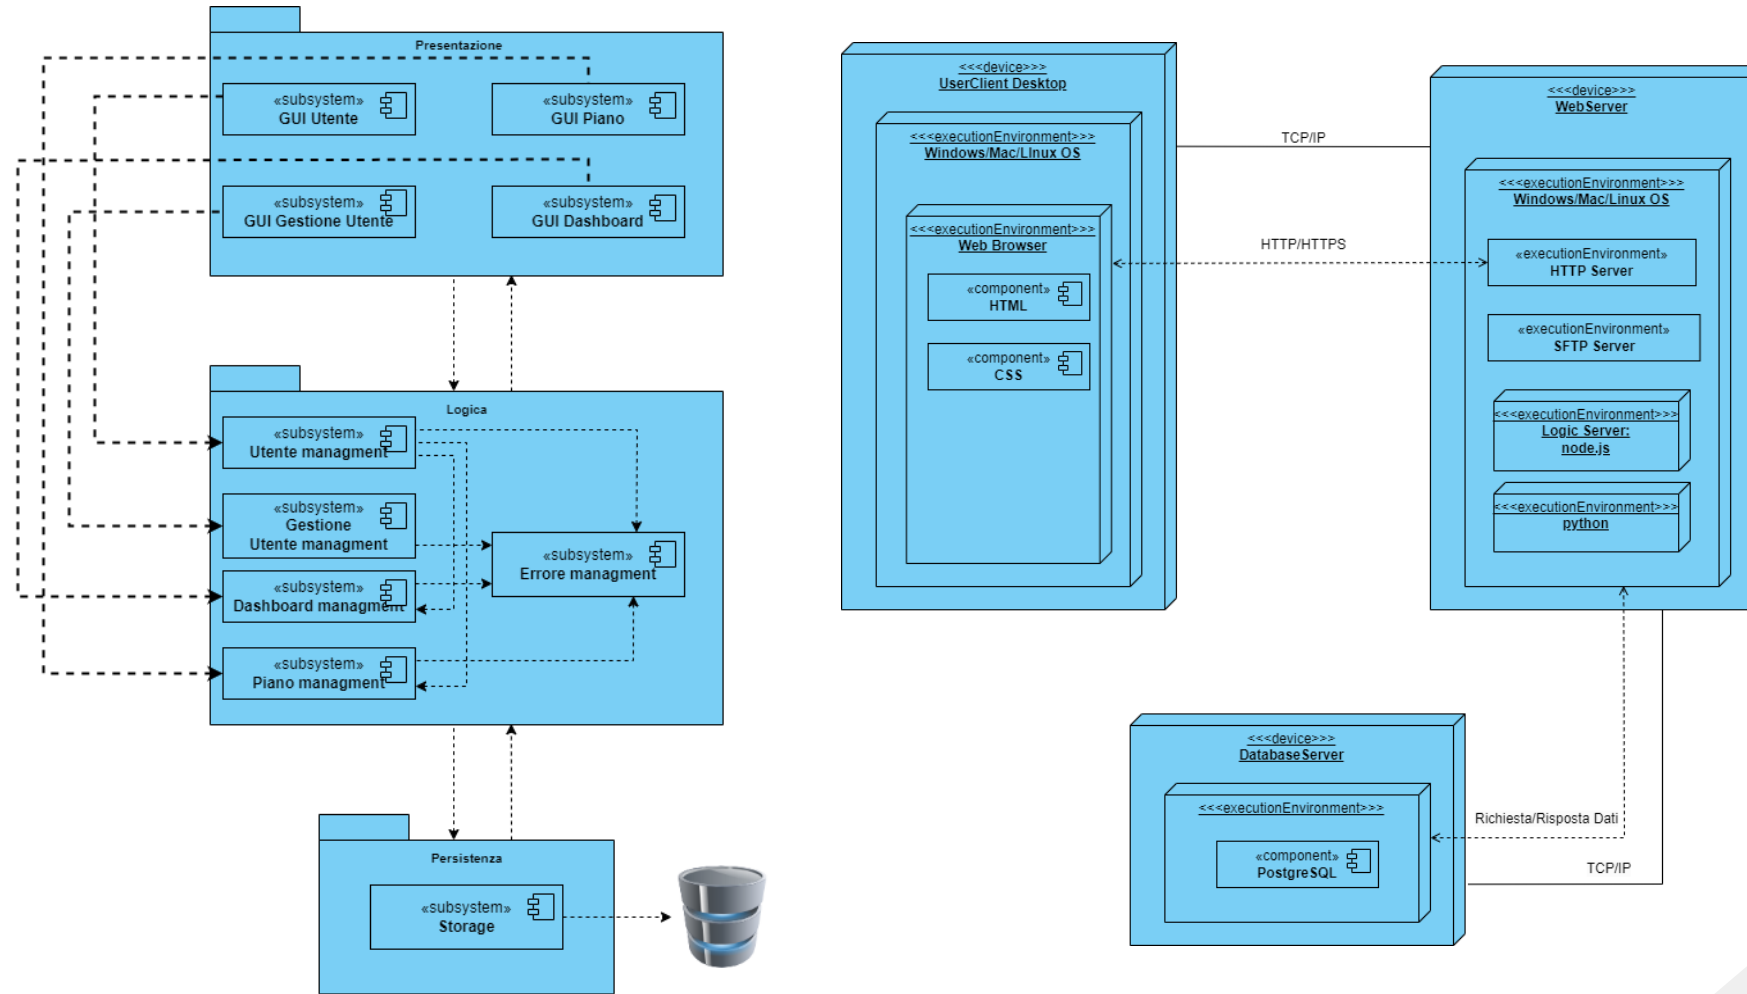 Presentazione
«subsystem»
GUI Utente
«subsystem»
GUI Piano
«subsystem»
GUI Gestione Utente
«subsystem»
GUI Dashboard
Logica
«subsystem»
Utente managment
«subsystem»
Gestione
Utente managment
«subsystem»
Dashboard managment
«subsystem»
Piano managment
«subsystem»
Errore managment
Persistenza
«subsystem»
Storage
<<<device>>>
UserClient Desktop
<<<executionEnvironment>>>
Windows/Mac/LInux OS
<<<executionEnvironment>>>
Web Browser
«component»
HTML
«component»
CSS
TCP/IP
HTTP/HTTPS
<<<device>>>
WebServer
<<<executionEnvironment>>>
Windows/Mac/Linux OS
«executionEnvironment»
HTTP Server
«executionEnvironment»
SFTP Server
<<<executionEnvironment>>>
Logic Server:
node.js
<<<executionEnvironment>>>
python
<<<device>>>
DatabaseServer
<<<executionEnvironment>>>
«component»
PostgreSQL
Richiesta/Risposta Dati
TCP/IP